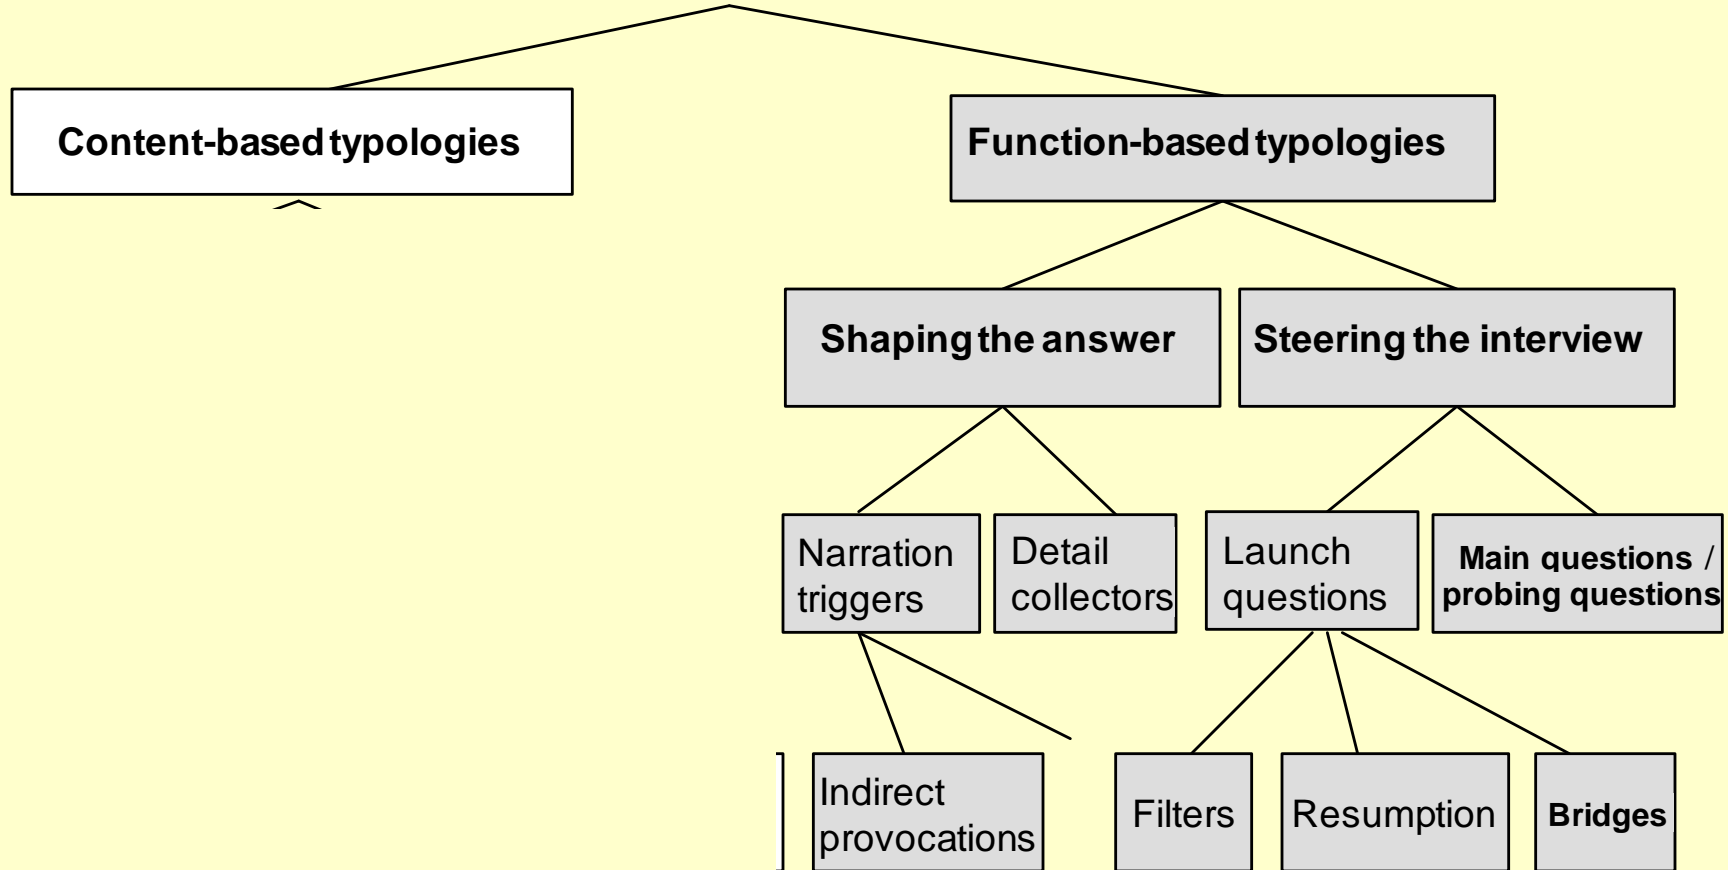 Content-based typologies
Function-based typologies
Shaping the answer
Steering the interview
Narration
triggers
Detail
collectors
Launch
questions
Main questions /
probing questions
Indirect
provocations
Filters
Resumption
Bridges